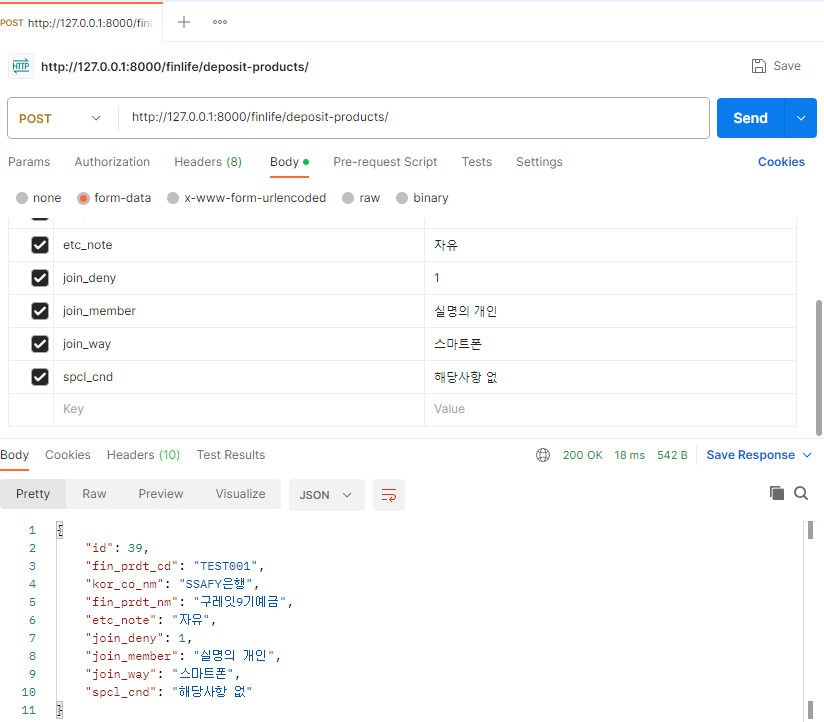 POST http://127.0.0.1:8000/finl
http://127.0.0.1:8000/finlife/deposit-products/ Save
POST http://127.0.0.1:8000/finlife/deposit-products/ Send
Params Authorization Headers (8) Body Pre-request Script Tests Settings Cookies
none form-data x-www-form-urlencoded raw binary
etc_note 자유
join_deny 1
join_member 실명의 개인
join_way 스마트폰
spcl_cnd 해당사항 없
Key Value
Body Cookies Headers (10) Test Results 200 OK 18 ms 542 B Save Response
Pretty Raw Preview Visualize JSON
1 {
2 "id": 39,
3 "fin_prdt_cd": "TEST001",
4 "kor_co_nm": "SSAFY은행",
5 "fin_prdt_nm": "구레잇9기예금",
6 "etc_note": "자유",
7 "join_deny": 1,
8 "join_member": "실명의 개인",
9 "join_way": "스마트폰",
10 "spcl_cnd": "해당사항 없"
11 }